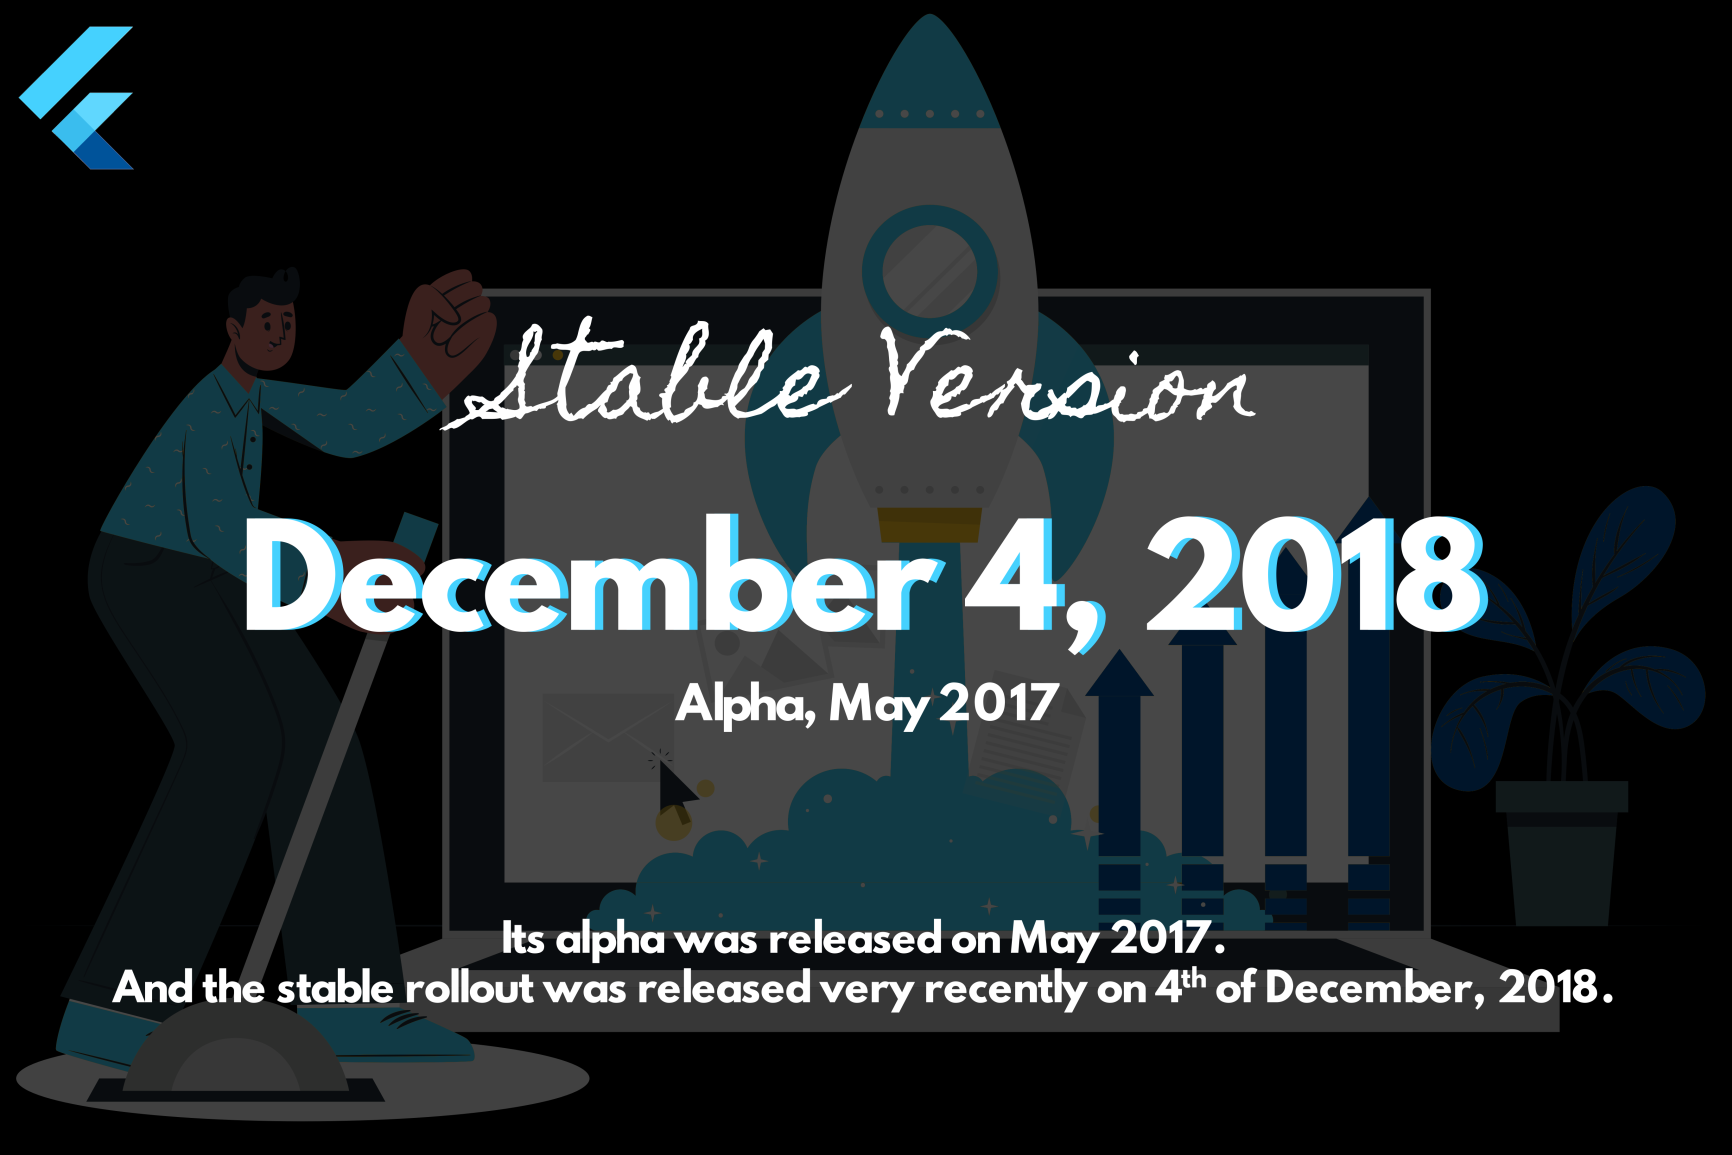 Stable Version
December 4, 2018
Alpha, May 2017
Its alpha was released on May 2017.
And the stable rollout was released very recently on 4th of December, 2018.